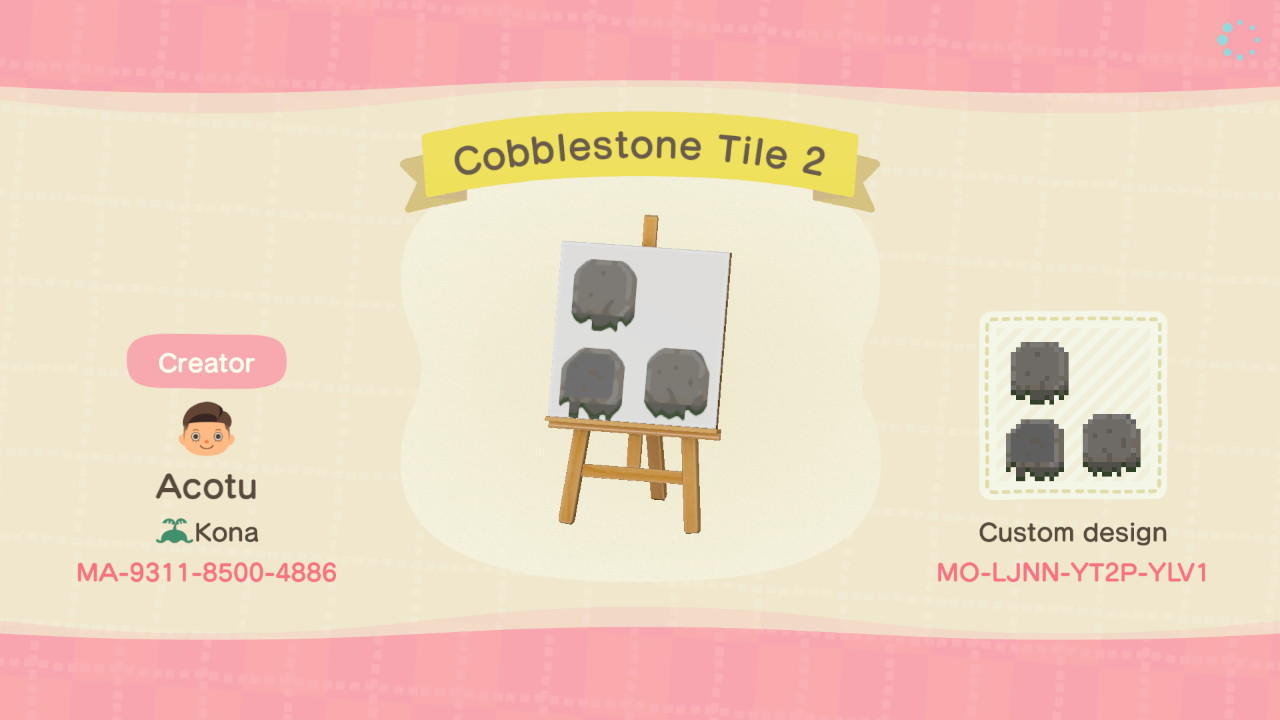 Cobblestone Tile 2
Creator
Acotu
Kona
MA-9311-8500-4886
Custom design
MO-LJNN-YT2P-YLV1